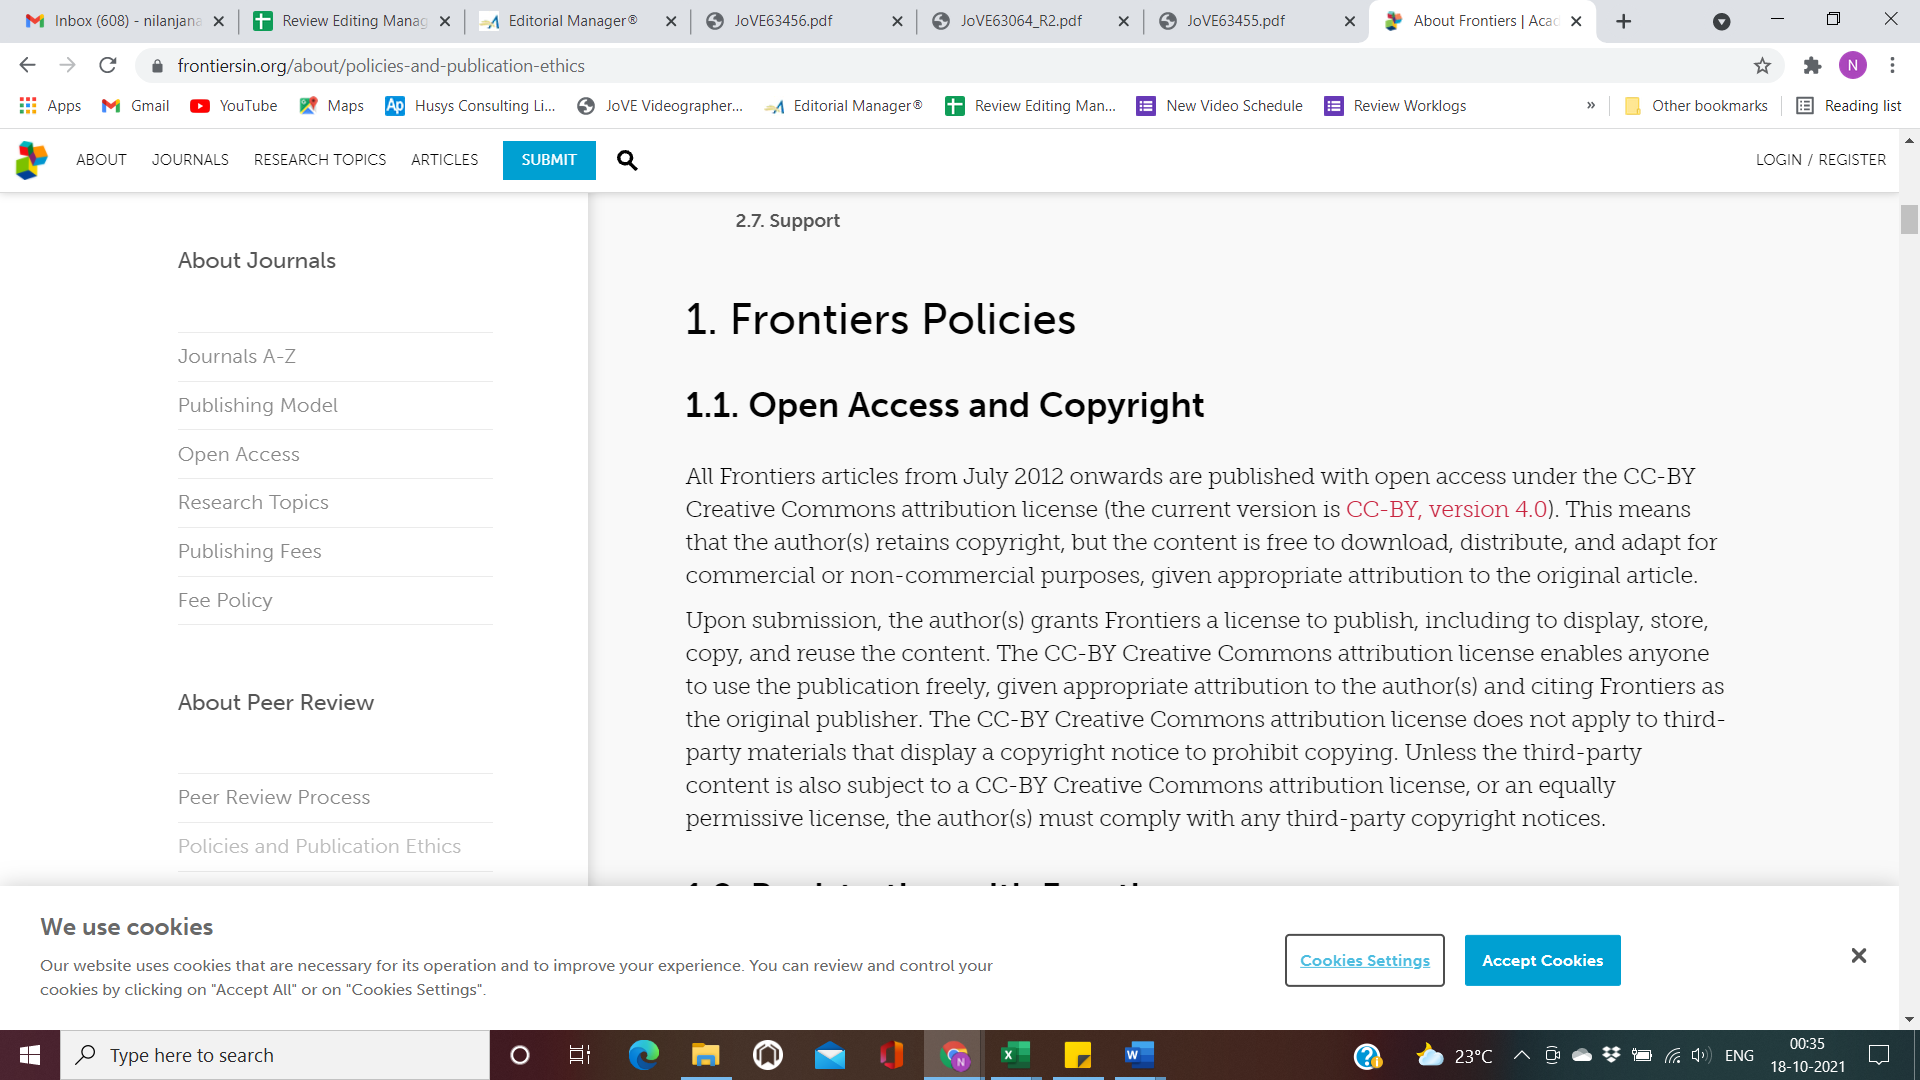 Inbox (608) - nilanjana
Review Editing Manag
Editorial Manager®
JoVE63456.pdf
JoVE63064_R2.pdf
JoVE63455.pdf
About Frontiers | Acad
frontiersin.org/about/policies-and-publication-ethics
N
Apps
Gmail
YouTube
Maps
Ap
Husys Consulting Li...
JoVE Videographer...
Editorial Manager®
Review Editing Man...
New Video Schedule
Review Worklogs
»
Other bookmarks
Reading list
ABOUT
JOURNALS
RESEARCH TOPICS
ARTICLES
SUBMIT
LOGIN / REGISTER
2.7. Support
About Journals
Journals A-Z
Publishing Model
Open Access
Research Topics
Publishing Fees
Fee Policy
About Peer Review
Peer Review Process
Policies and Publication Ethics
1. Frontiers Policies
1.1. Open Access and Copyright
All Frontiers articles from July 2012 onwards are published with open access under the CC-BY
Creative Commons attribution license (the current version is CC-BY, version 4.0). This means
that the author(s) retains copyright, but the content is free to download, distribute, and adapt for
commercial or non-commercial purposes, given appropriate attribution to the original article.
Upon submission, the author(s) grants Frontiers a license to publish, including to display, store,
copy, and reuse the content. The CC-BY Creative Commons attribution license enables anyone
to use the publication freely, given appropriate attribution to the author(s) and citing Frontiers as
the original publisher. The CC-BY Creative Commons attribution license does not apply to third-
party materials that display a copyright notice to prohibit copying. Unless the third-party
content is also subject to a CC-BY Creative Commons attribution license, or an equally
permissive license, the author(s) must comply with any third-party copyright notices.
We use cookies
Our website uses cookies that are necessary for its operation and to improve your experience. You can review and control your
cookies by clicking on "Accept All" or on "Cookies Settings".
Cookies Settings
Accept Cookies
Type here to search
23°C
ENG
00:35
18-10-2021